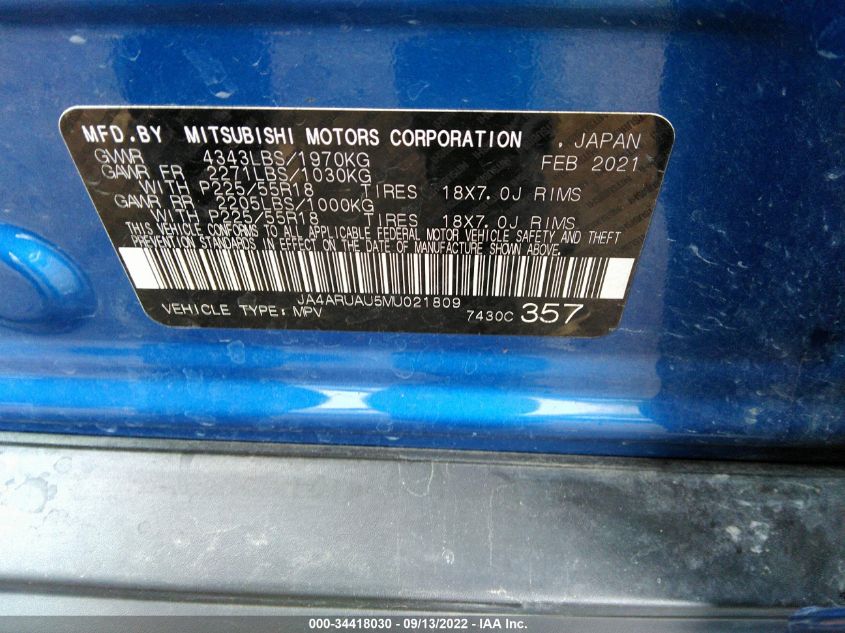 MFD.BY MITSUBISHI MOTORS CORPORATION . JAPAN
GVWR 4343LBS/1970KG FEB 2021
GAWR FR 2271LBS/1030KG
WITH P225/55R18 TIRES 18X7.0J RIMS
GAWR RR 2205LBS/1000KG
WITH P225/55R18 TIRES 18X7.0J RIMS
THIS VEHICLE CONFORMS TO ALL APPLICABLE FEDERAL MOTOR VEHICLE SAFETY AND THEFT
PREVENTION STANDARDS IN EFFECT ON THE DATE OF MANUFACTURE SHOWN ABOVE.
JA4ARUAU5MU021809
VEHICLE TYPE: MPV 7430C 357
000-34418030 - 09/13/2022 - IAA Inc.